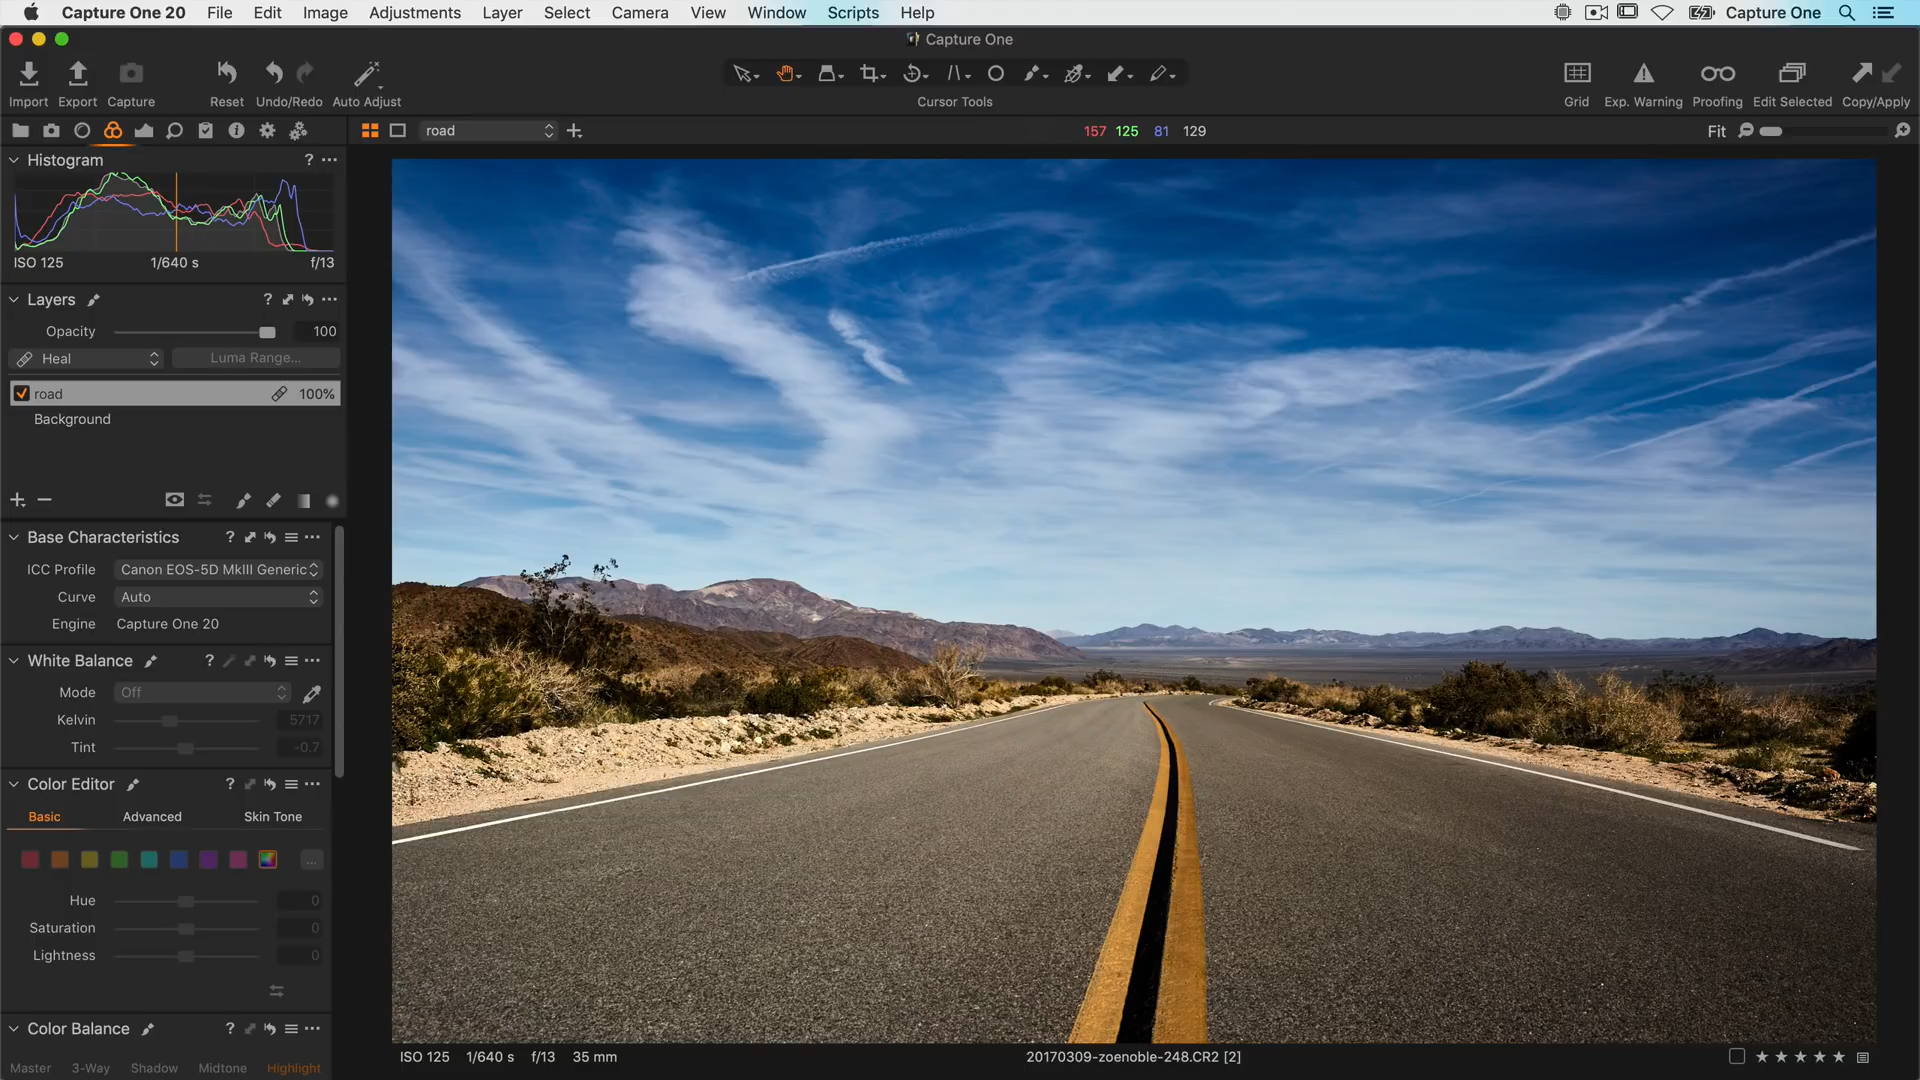 Capture One 20 File Edit Image Adjustments Layer Select Camera View Window Scripts Help Capture One
Capture One
Import Export Capture Reset Undo/Redo Auto Adjust Cursor Tools Grid Exp. Warning Proofing Edit Selected Copy/Apply
road 157 125 81 129 Fit
Histogram ?
ISO 125 1/640 s f/13
Layers ?
Opacity 100
Heal Luma Range...
road 100%
Background
Base Characteristics ?
ICC Profile Canon EOS-5D MkIII Generic
Curve Auto
Engine Capture One 20
White Balance ?
Mode Off
Kelvin 5717
Tint -0.7
Color Editor ?
Basic Advanced Skin Tone
...
Hue 0
Saturation 0
Lightness 0
Color Balance ?
Master 3-Way Shadow Midtone Highlight
ISO 125 1/640 s f/13 35 mm 20170309-zoenoble-248.CR2 [2]